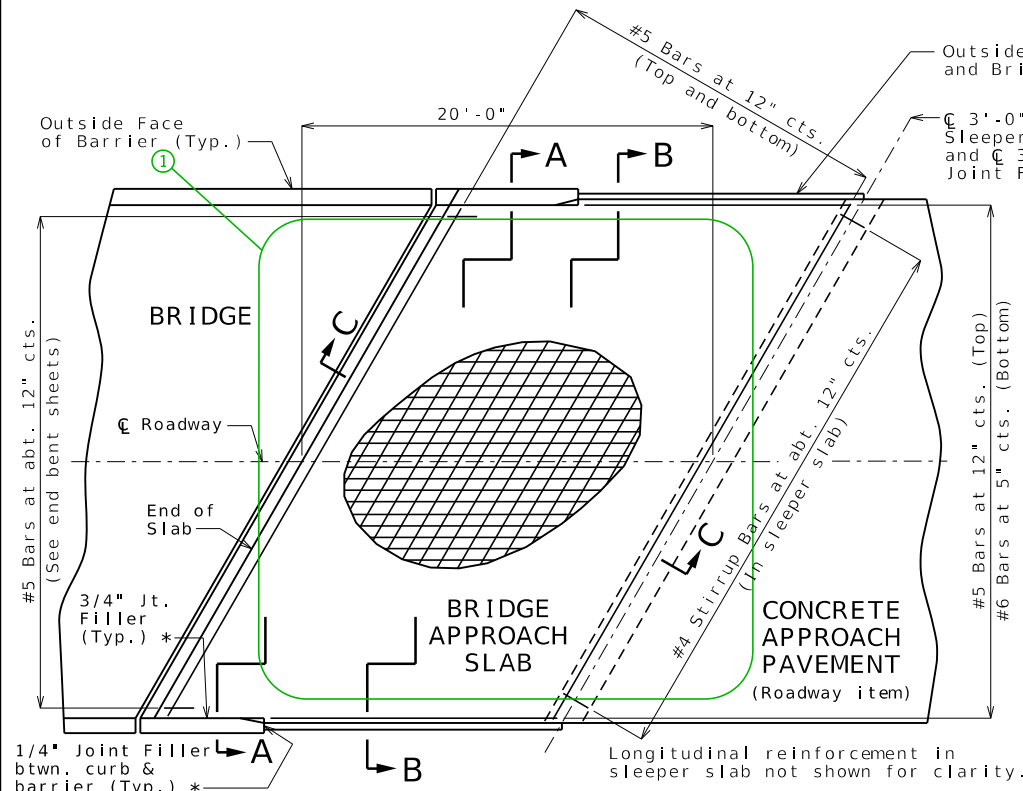 #5 Bars at 12" cts.
(Top and bottom)
Outside
and Bri
20'-0"
Outside Face
of Barrier (Typ.)
1
A
B
℄ 3'-0"
Sleeper
and ℄ 3
Joint F
BRIDGE
C
#5 Bars at abt. 12" cts.
(See end bent sheets)
℄ Roadway
End of
Slab
3/4" Jt.
Filler
(Typ.) *
BRIDGE
APPROACH
SLAB
C
#4 Stirrup Bars at abt. 12" cts.
(In sleeper slab)
#5 Bars at 12" cts. (Top)
#6 Bars at 5" cts. (Bottom)
CONCRETE
APPROACH
PAVEMENT
(Roadway item)
1/4" Joint Filler
btwn. curb &
barrier (Typ.) *
A
B
Longitudinal reinforcement in
sleeper slab not shown for clarity.